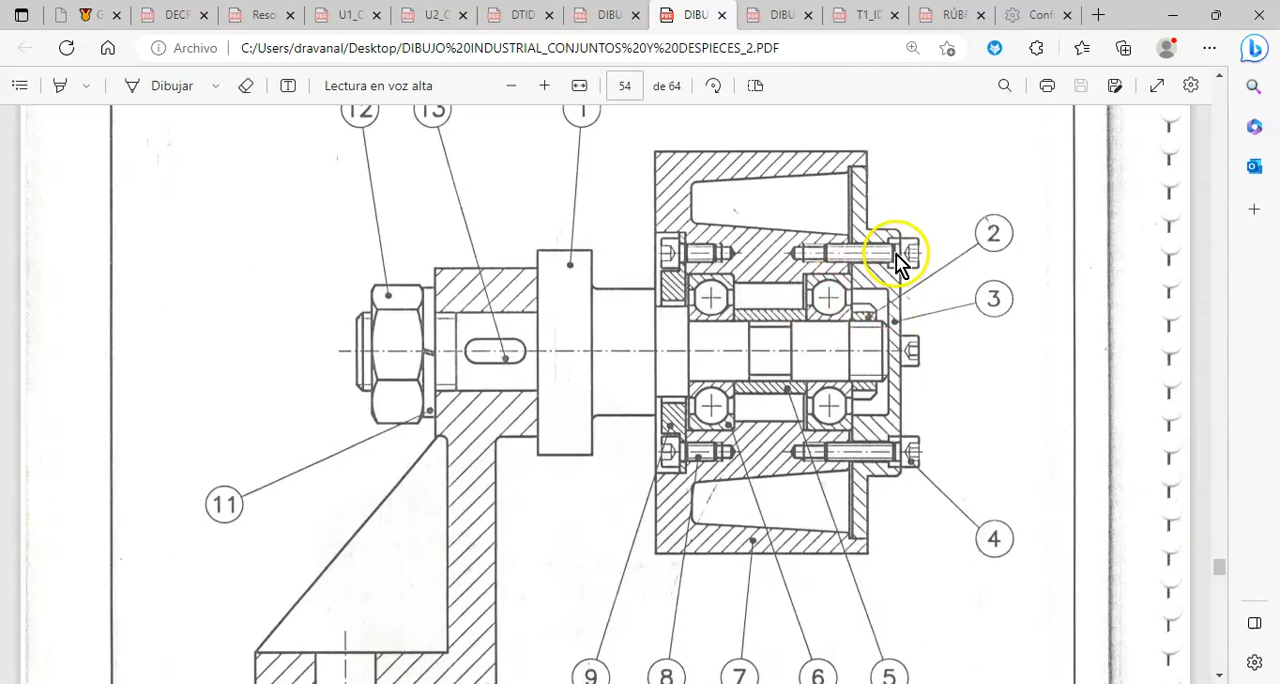 G
DECF
Reso
U1_C
U2_C
DTID
DIBU
DIBU
DIBU
T1_ID
RÚBF
Confi
Archivo
C:/Users/dravanal/Desktop/DIBUJO%20INDUSTRIAL_CONJUNTOS%20Y%20DESPIECES_2.PDF
Dibujar
Lectura en voz alta
54
de 64
12
13
1
2
3
11
4
9
8
7
6
5